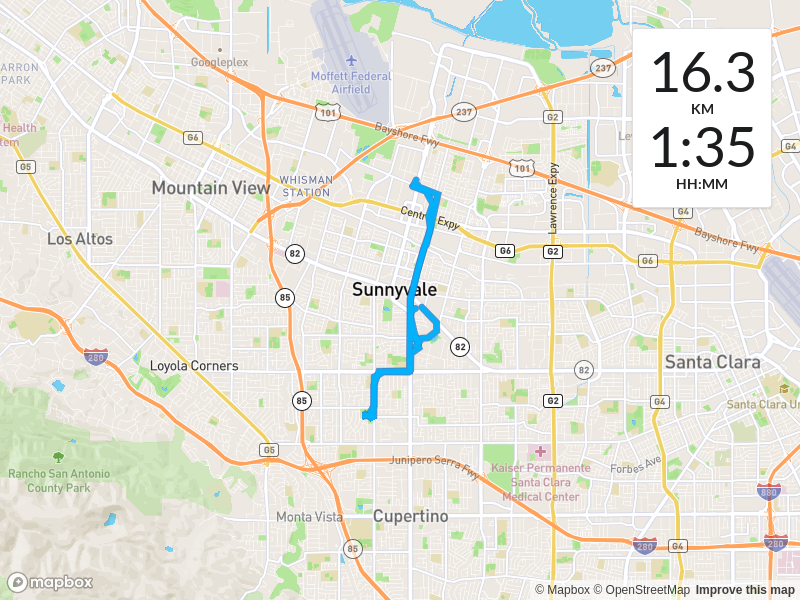 ARRON
PARK
Googleplex
Moffett Federal
Airfield
237
16.3
KM
1:35
HH:MM
101
237
G2
Bayshore Fwy
Health
tem
G6
G4
G5
WHISMAN
STATION
101
Mountain View
Lawrence Expy
Central Expy
G4
Los Altos
82
G6
G2
G6
Bayshore Fwy
85
Sunnyvale
280
82
Loyola Corners
82
Santa Clara
85
G2
G4
Santa Clara Un
G5
Junipero Serra Fwy
Kaiser Permanente
Santa Clara
Medical Center
Forbes Ave
Rancho San Antonio
County Park
880
Monta Vista
Cupertino
85
280
G4
280
mapbox
© Mapbox © OpenStreetMap Improve this map